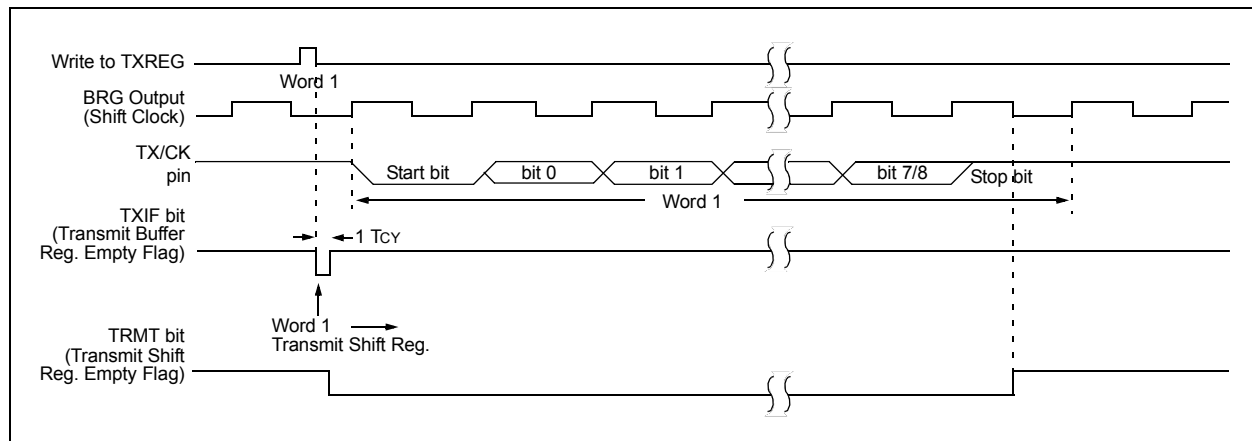 Write to TXREG
Word 1
BRG Output
(Shift Clock)
TX/CK
pin
Start bit
bit 0
bit 1
bit 7/8
Stop bit
Word 1
TXIF bit
(Transmit Buffer
Reg. Empty Flag)
1 TCY
Word 1
Transmit Shift Reg.
TRMT bit
(Transmit Shift
Reg. Empty Flag)